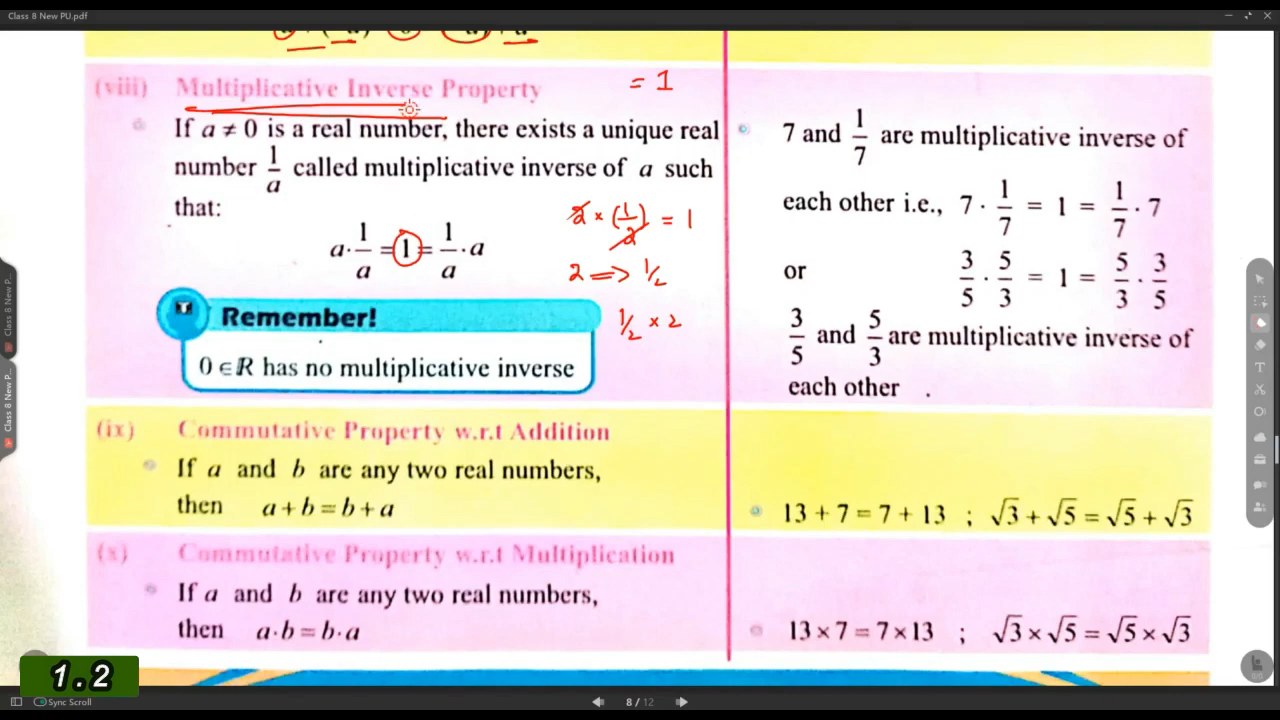 Class 8 New PU.pdf
(viii) Multiplicative Inverse Property
= 1
If a ≠ 0 is a real number, there exists a unique real
number 1/a called multiplicative inverse of a such
that:
a · 1/a = 1 = 1/a · a
2 × (1/2) = 1
2 => 1/2
1/2 × 2
Remember!
0 ∈ R has no multiplicative inverse
7 and 1/7 are multiplicative inverse of
each other i.e., 7 · 1/7 = 1 = 1/7 · 7
or 3/5 · 5/3 = 1 = 5/3 · 3/5
3/5 and 5/3 are multiplicative inverse of
each other .
(ix) Commutative Property w.r.t Addition
If a and b are any two real numbers,
then a + b = b + a
13 + 7 = 7 + 13 ; √3 + √5 = √5 + √3
(x) Commutative Property w.r.t Multiplication
If a and b are any two real numbers,
then a · b = b · a
13 × 7 = 7 × 13 ; √3 × √5 = √5 × √3
1.2
Sync Scroll
8 / 12